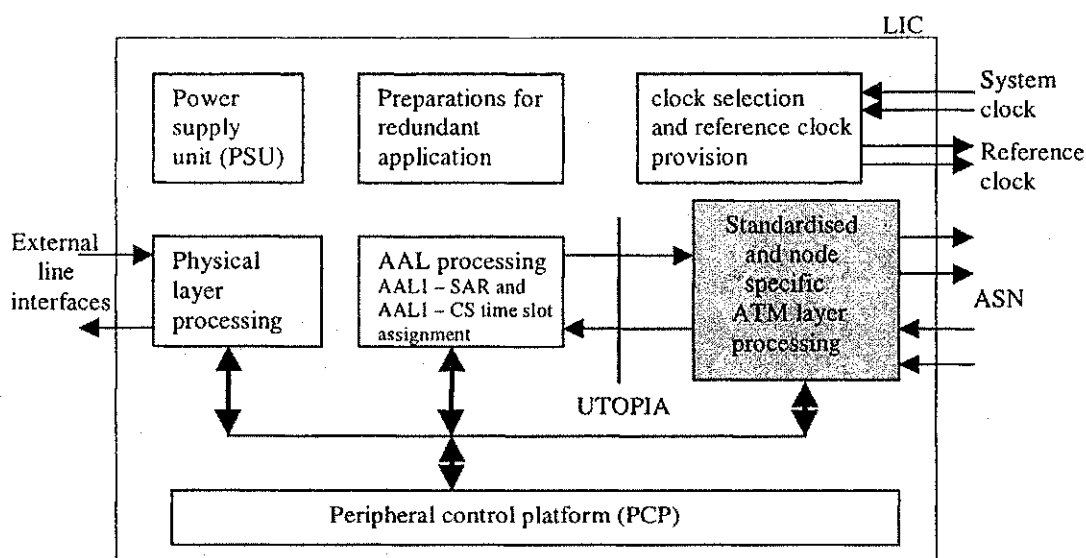 LIC
Power
supply
unit (PSU)
Preparations for
redundant
application
clock selection
and reference clock
provision
System
clock
Reference
clock
External
line
interfaces
Physical
layer
processing
AAL processing
AAL1 – SAR and
AAL1 – CS time slot
assignment
Standardised
and node
specific
ATM layer
processing
ASN
UTOPIA
Peripheral control platform (PCP)